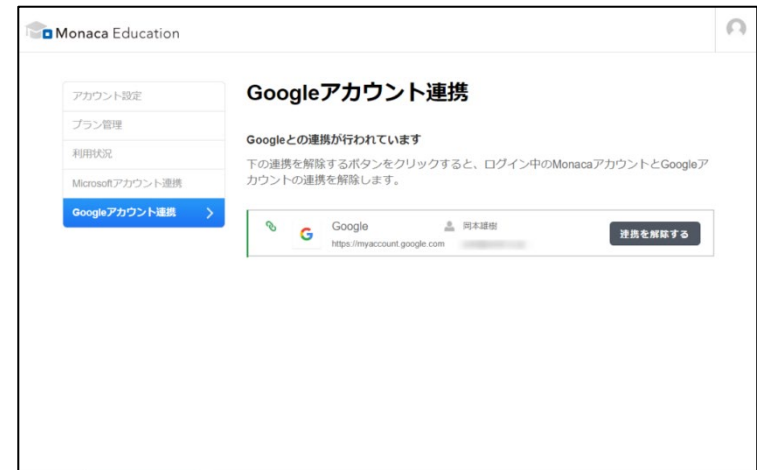 Monaca Education
アカウント設定
プラン管理
利用状況
Microsoftアカウント連携
Googleアカウント連携
Googleアカウント連携
Googleとの連携が行われています
下の連携を解除するボタンをクリックすると、ログイン中のMonacaアカウントとGoogleア
カウントの連携を解除します。
Google
岡本雄樹
https://myaccount.google.com
連携を解除する